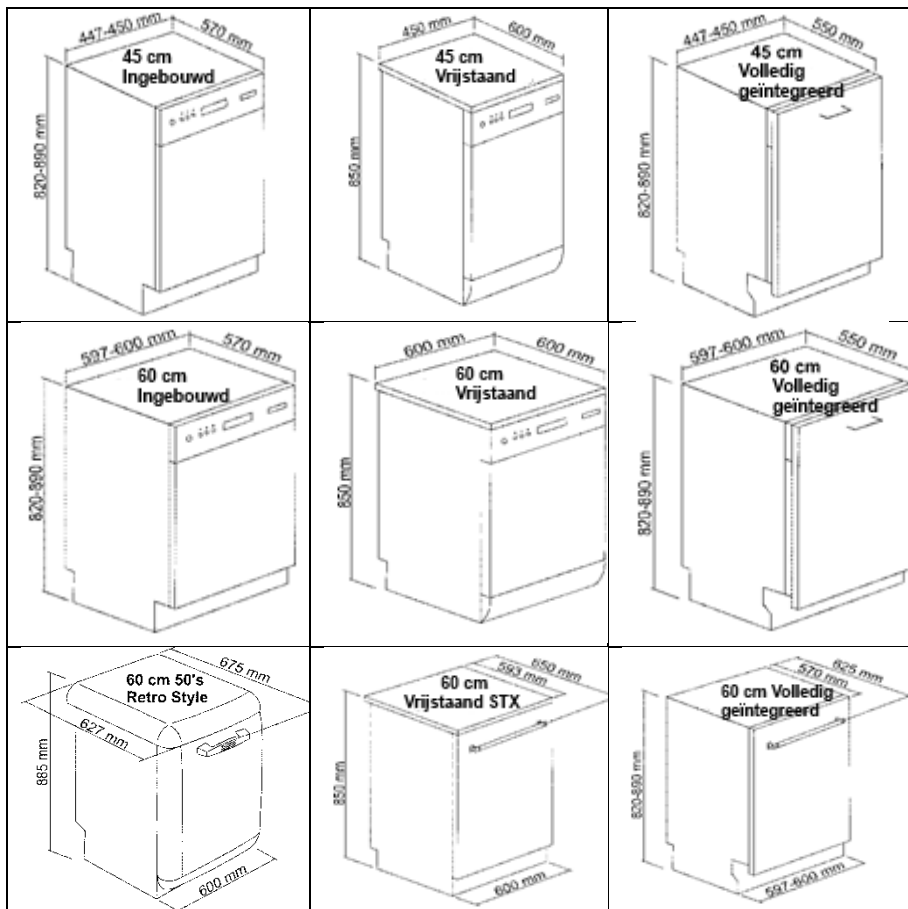 447-450 mm
570 mm
45 cm
Ingebouwd
820-890 mm
450 mm
600 mm
45 cm
Vrijstaand
850 mm
447-450 mm
550 mm
45 cm
Volledig
geïntegreerd
820-890 mm
597-600 mm
570 mm
60 cm
Ingebouwd
820-890 mm
600 mm
600 mm
60 cm
Vrijstaand
850 mm
597-600 mm
550 mm
60 cm
Volledig
geïntegreerd
820-890 mm
675 mm
60 cm 50's
Retro Style
627 mm
885 mm
600 mm
650 mm
593 mm
60 cm
Vrijstaand STX
850 mm
600 mm
625 mm
570 mm
60 cm Volledig
geïntegreerd
820-890 mm
597-600 mm